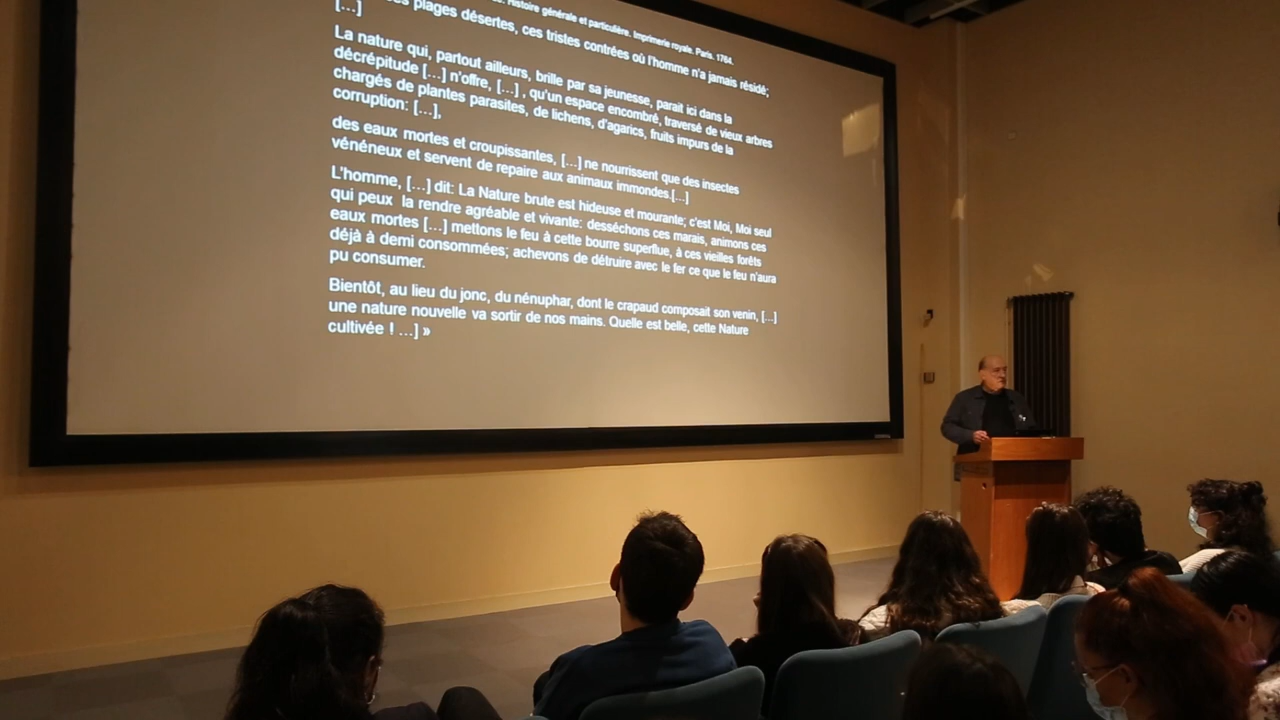 Histoire générale et particulière. Imprimerie royale. Paris. 1764.
plages désertes, ces tristes contrées où l'homme n'a jamais résidé;
[…]
La nature qui, partout ailleurs, brille par sa jeunesse, parait ici dans la
décrépitude […] n'offre, […] , qu'un espace encombré, traversé de vieux arbres
chargés de plantes parasites, de lichens, d'agarics, fruits impurs de la
corruption: […],
des eaux mortes et croupissantes, […] ne nourrissent que des insectes
vénéneux et servent de repaire aux animaux immondes.[…]
L'homme, […] dit: La Nature brute est hideuse et mourante; c'est Moi, Moi seul
qui peux la rendre agréable et vivante: desséchons ces marais, animons ces
eaux mortes […] mettons le feu à cette bourre superflue, à ces vieilles forêts
déjà à demi consommées; achevons de détruire avec le fer ce que le feu n'aura
pu consumer.
Bientôt, au lieu du jonc, du nénuphar, dont le crapaud composait son venin, […]
une nature nouvelle va sortir de nos mains. Quelle est belle, cette Nature
cultivée ! …] »